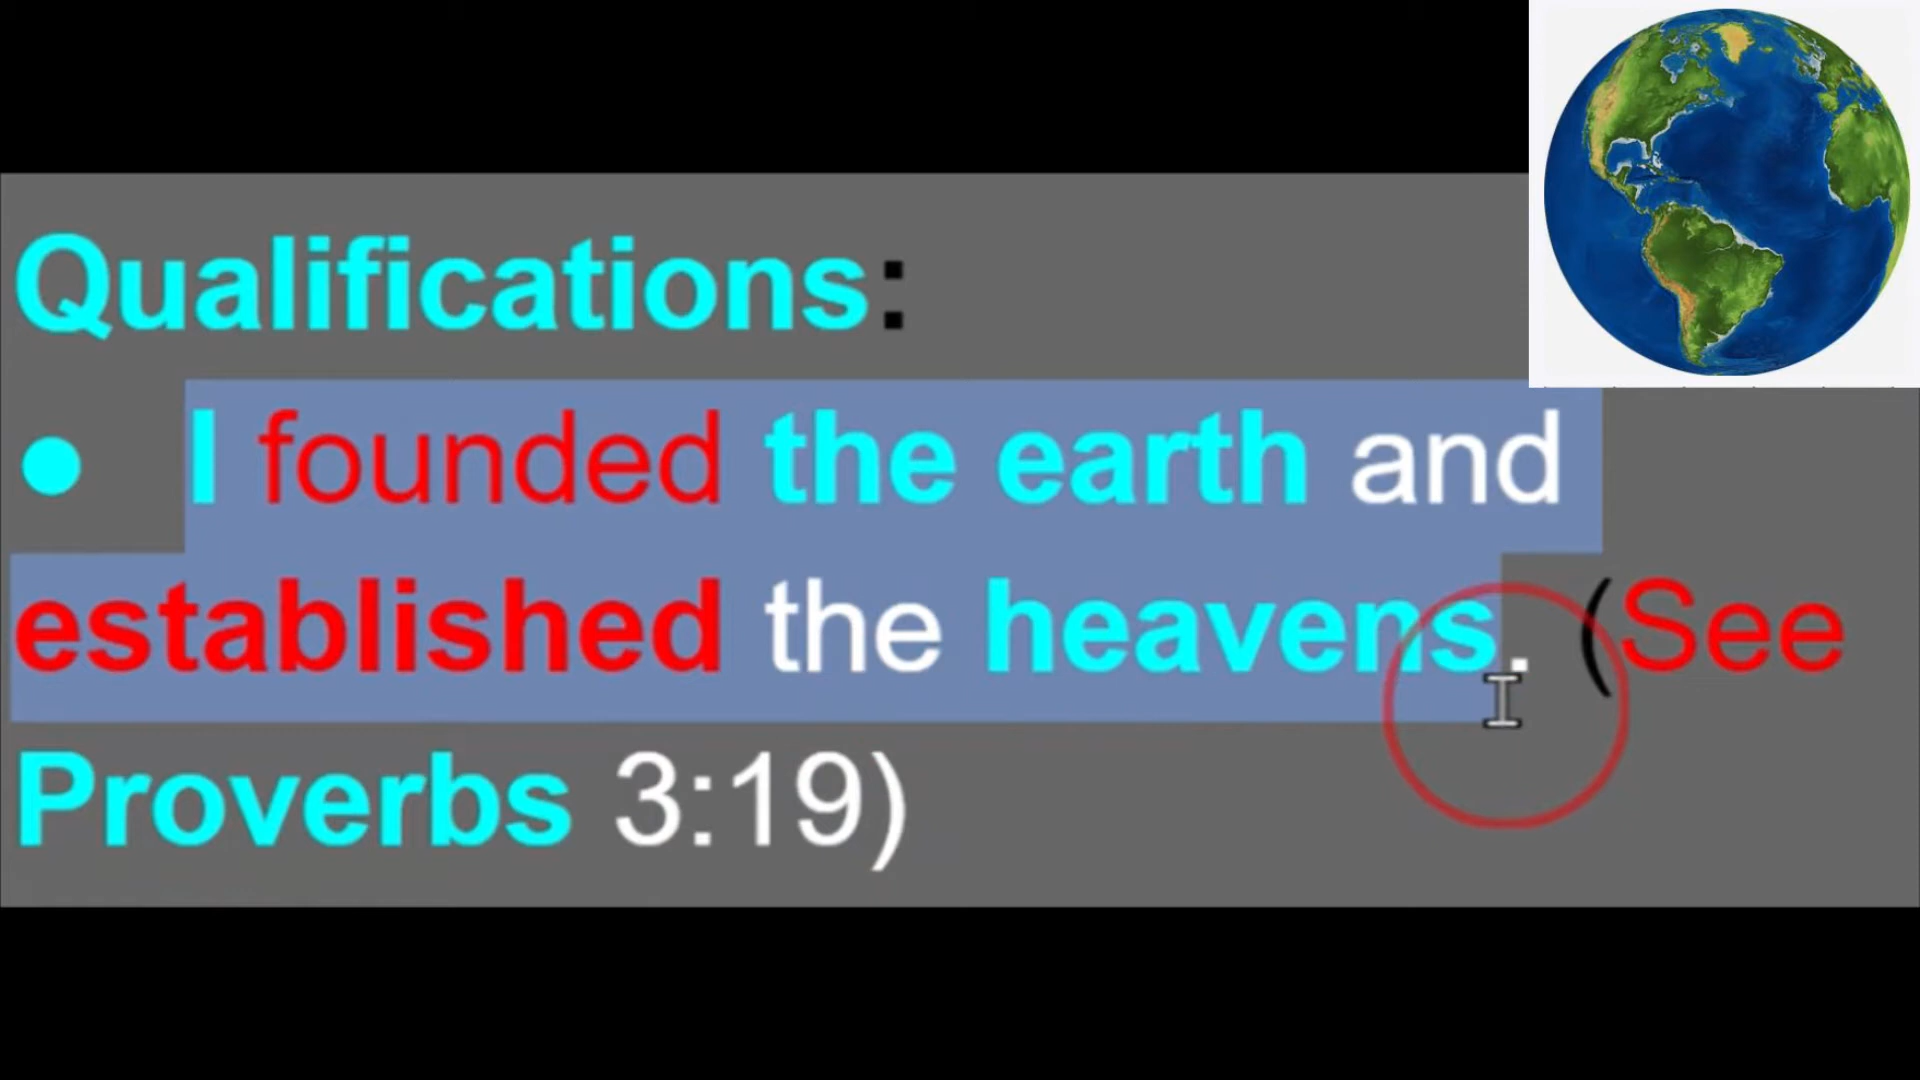 Qualifications:
● I founded the earth and
established the heavens. (See
Proverbs 3:19)